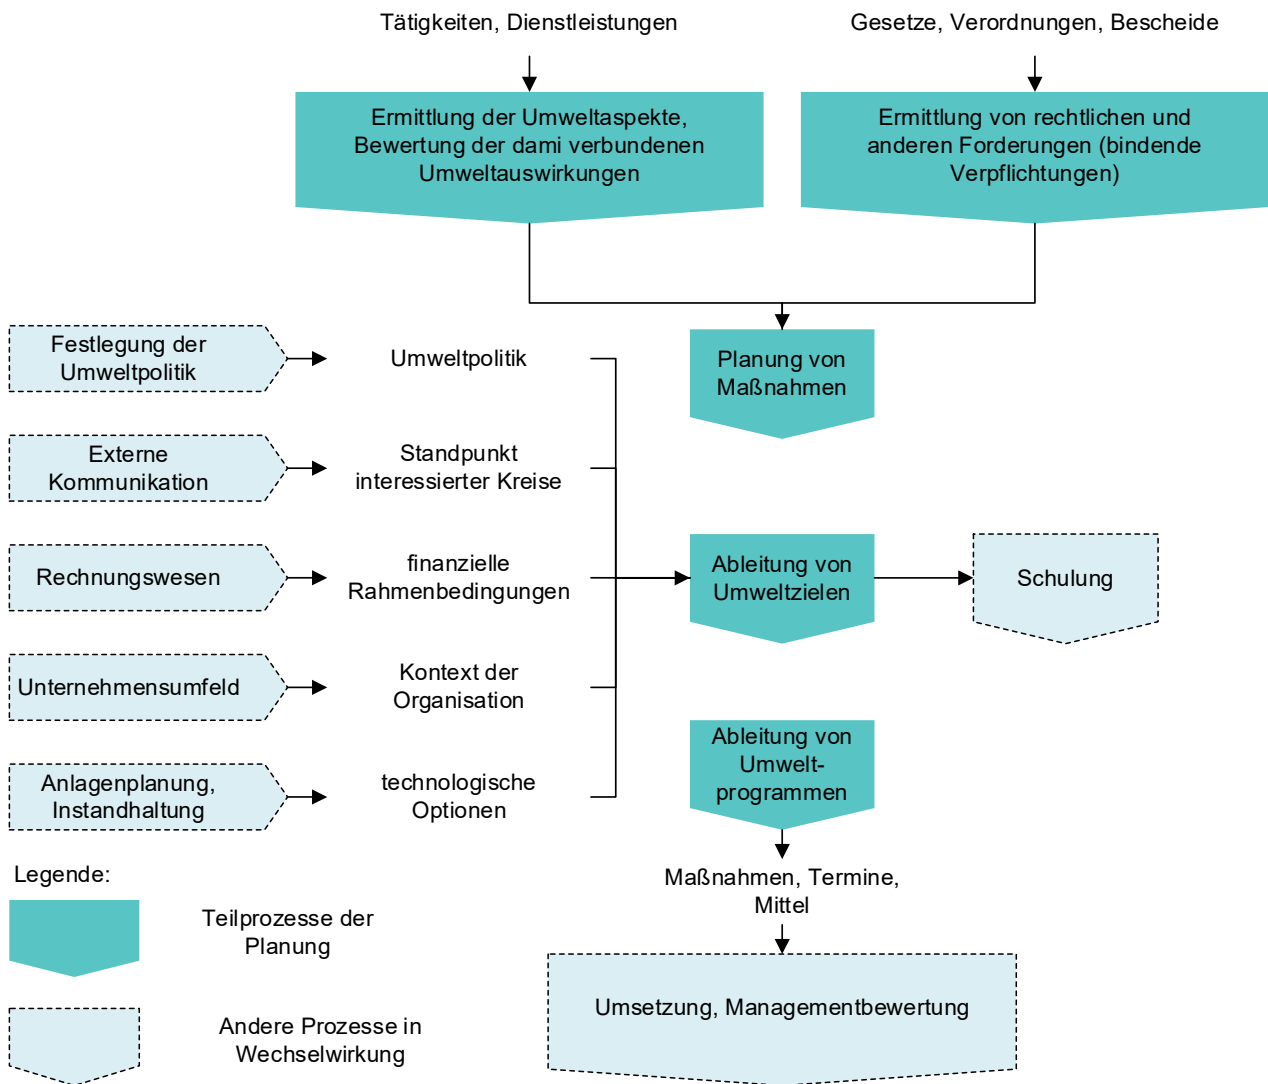 Tätigkeiten, Dienstleistungen
Gesetze, Verordnungen, Bescheide
Ermittlung der Umweltaspekte,
Bewertung der dami verbundenen
Umweltauswirkungen
Ermittlung von rechtlichen und
anderen Forderungen (bindende
Verpflichtungen)
Festlegung der
Umweltpolitik
Umweltpolitik
Planung von
Maßnahmen
Externe
Kommunikation
Standpunkt
interessierter Kreise
Rechnungswesen
finanzielle
Rahmenbedingungen
Ableitung von
Umweltzielen
Schulung
Unternehmensumfeld
Kontext der
Organisation
Anlagenplanung,
Instandhaltung
technologische
Optionen
Ableitung von
Umwelt-
programmen
Maßnahmen, Termine,
Mittel
Umsetzung, Managementbewertung
Legende:
Teilprozesse der
Planung
Andere Prozesse in
Wechselwirkung